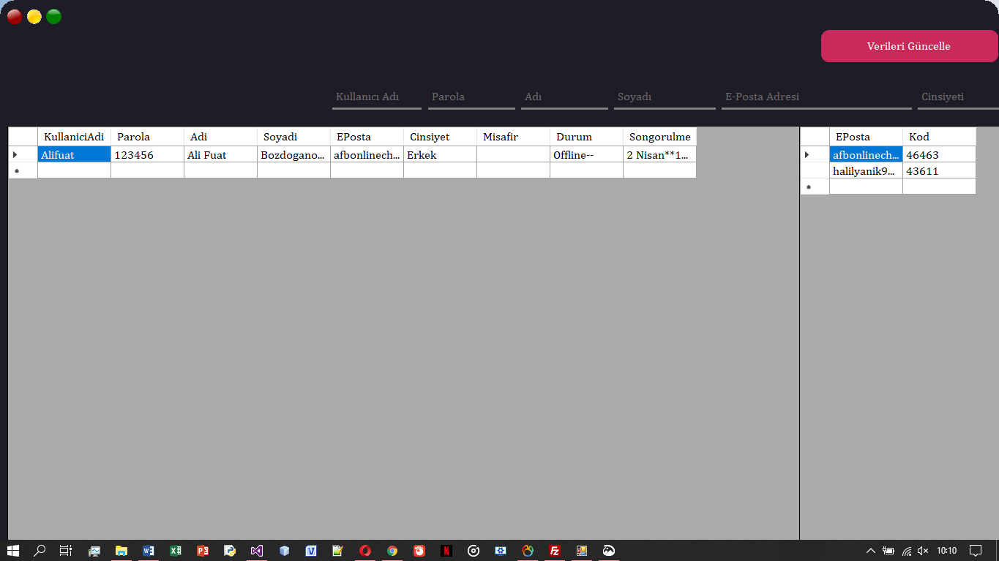 Verileri Güncelle
Kullanıcı Adı Parola Adı Soyadı E-Posta Adresi Cinsiyeti
KullaniciAdi Parola Adi Soyadi EPosta Cinsiyet Misafir Durum Songorulme
Alifuat 123456 Ali Fuat Bozdogano... afbonlinech... Erkek Offline-- 2 Nisan**1...
EPosta Kod
afbonlinech... 46463
halilyanik9... 43611
10:10